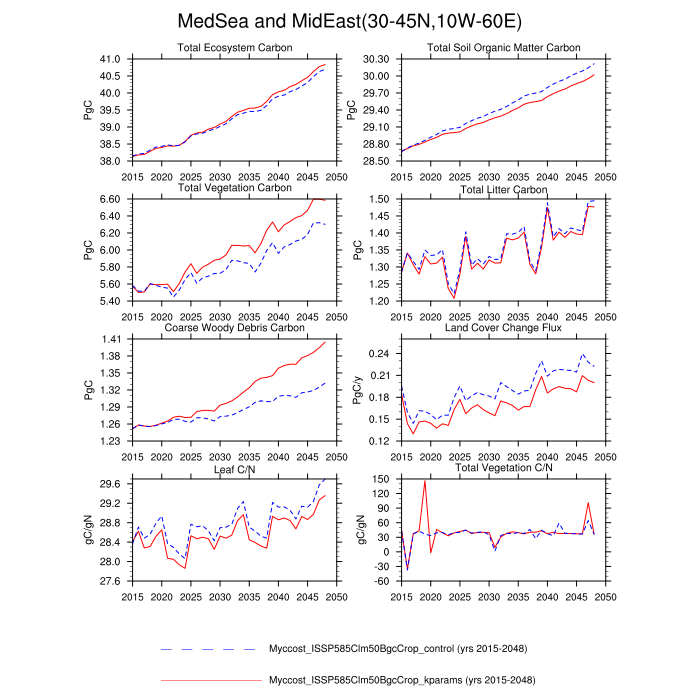 MedSea and MidEast(30-45N,10W-60E)
Total Ecosystem Carbon
Total Soil Organic Matter Carbon
PgC
41.0
40.5
40.0
39.5
39.0
38.5
38.0
2015 2020 2025 2030 2035 2040 2045 2050
PgC
30.30
30.00
29.70
29.40
29.10
28.80
28.50
2015 2020 2025 2030 2035 2040 2045 2050
Total Vegetation Carbon
Total Litter Carbon
PgC
6.60
6.40
6.20
6.00
5.80
5.60
5.40
2015 2020 2025 2030 2035 2040 2045 2050
PgC
1.50
1.45
1.40
1.35
1.30
1.25
1.20
2015 2020 2025 2030 2035 2040 2045 2050
Coarse Woody Debris Carbon
Land Cover Change Flux
PgC
1.41
1.38
1.35
1.32
1.29
1.26
1.23
2015 2020 2025 2030 2035 2040 2045 2050
PgC/y
0.24
0.21
0.18
0.15
0.12
2015 2020 2025 2030 2035 2040 2045 2050
Leaf C/N
Total Vegetation C/N
gC/gN
29.6
29.2
28.8
28.4
28.0
27.6
2015 2020 2025 2030 2035 2040 2045 2050
gC/gN
150
120
90
60
30
0
-30
-60
2015 2020 2025 2030 2035 2040 2045 2050
Myccost_ISSP585Clm50BgcCrop_control (yrs 2015-2048)
Myccost_ISSP585Clm50BgcCrop_kparams (yrs 2015-2048)